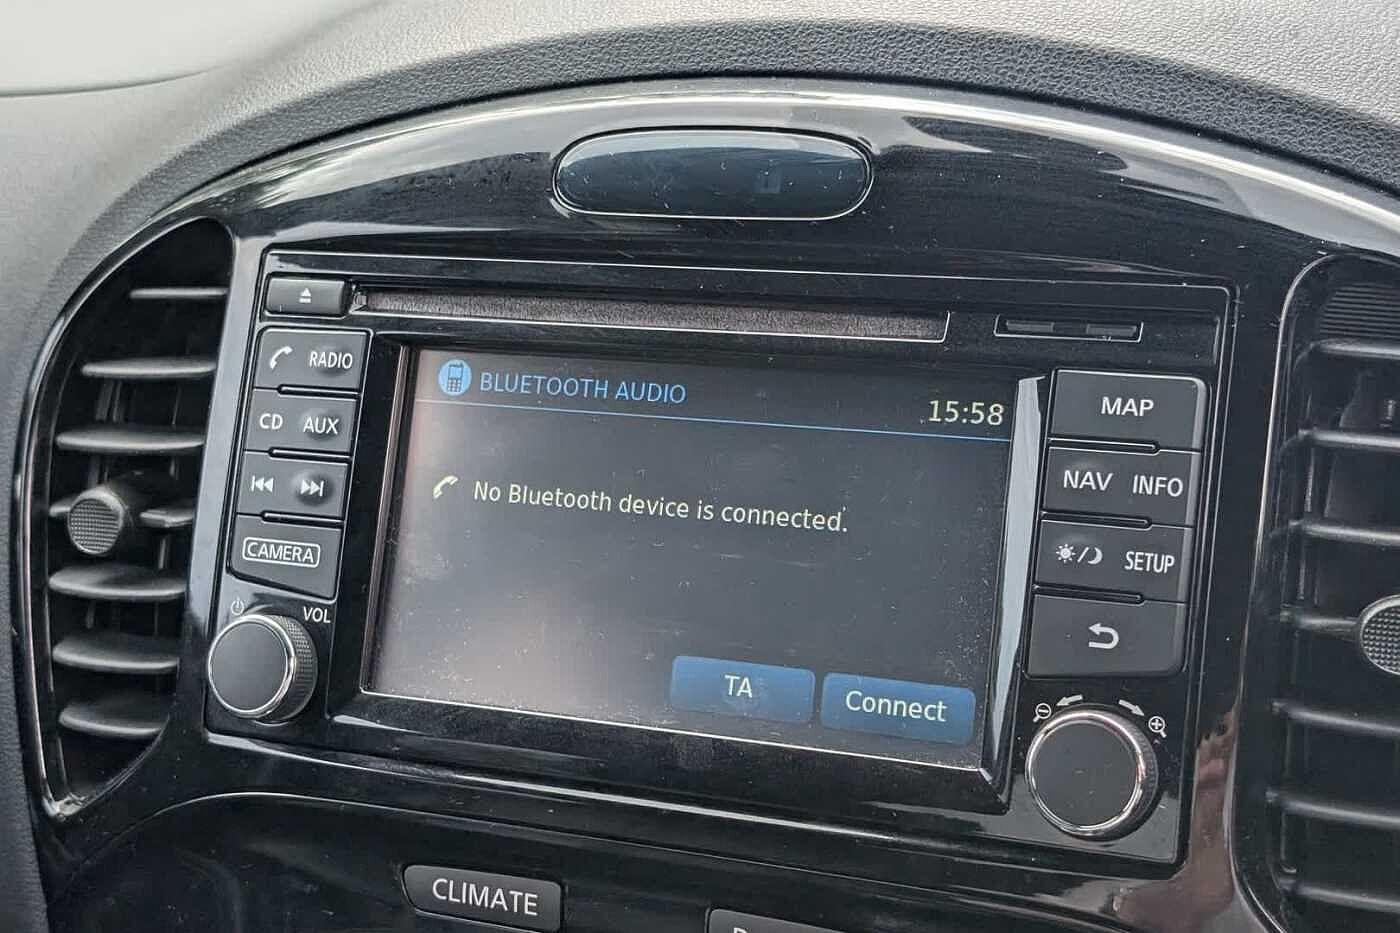 RADIO
CD AUX
CAMERA
VOL
BLUETOOTH AUDIO
15:58
No Bluetooth device is connected.
TA
Connect
MAP
NAV INFO
SETUP
CLIMATE